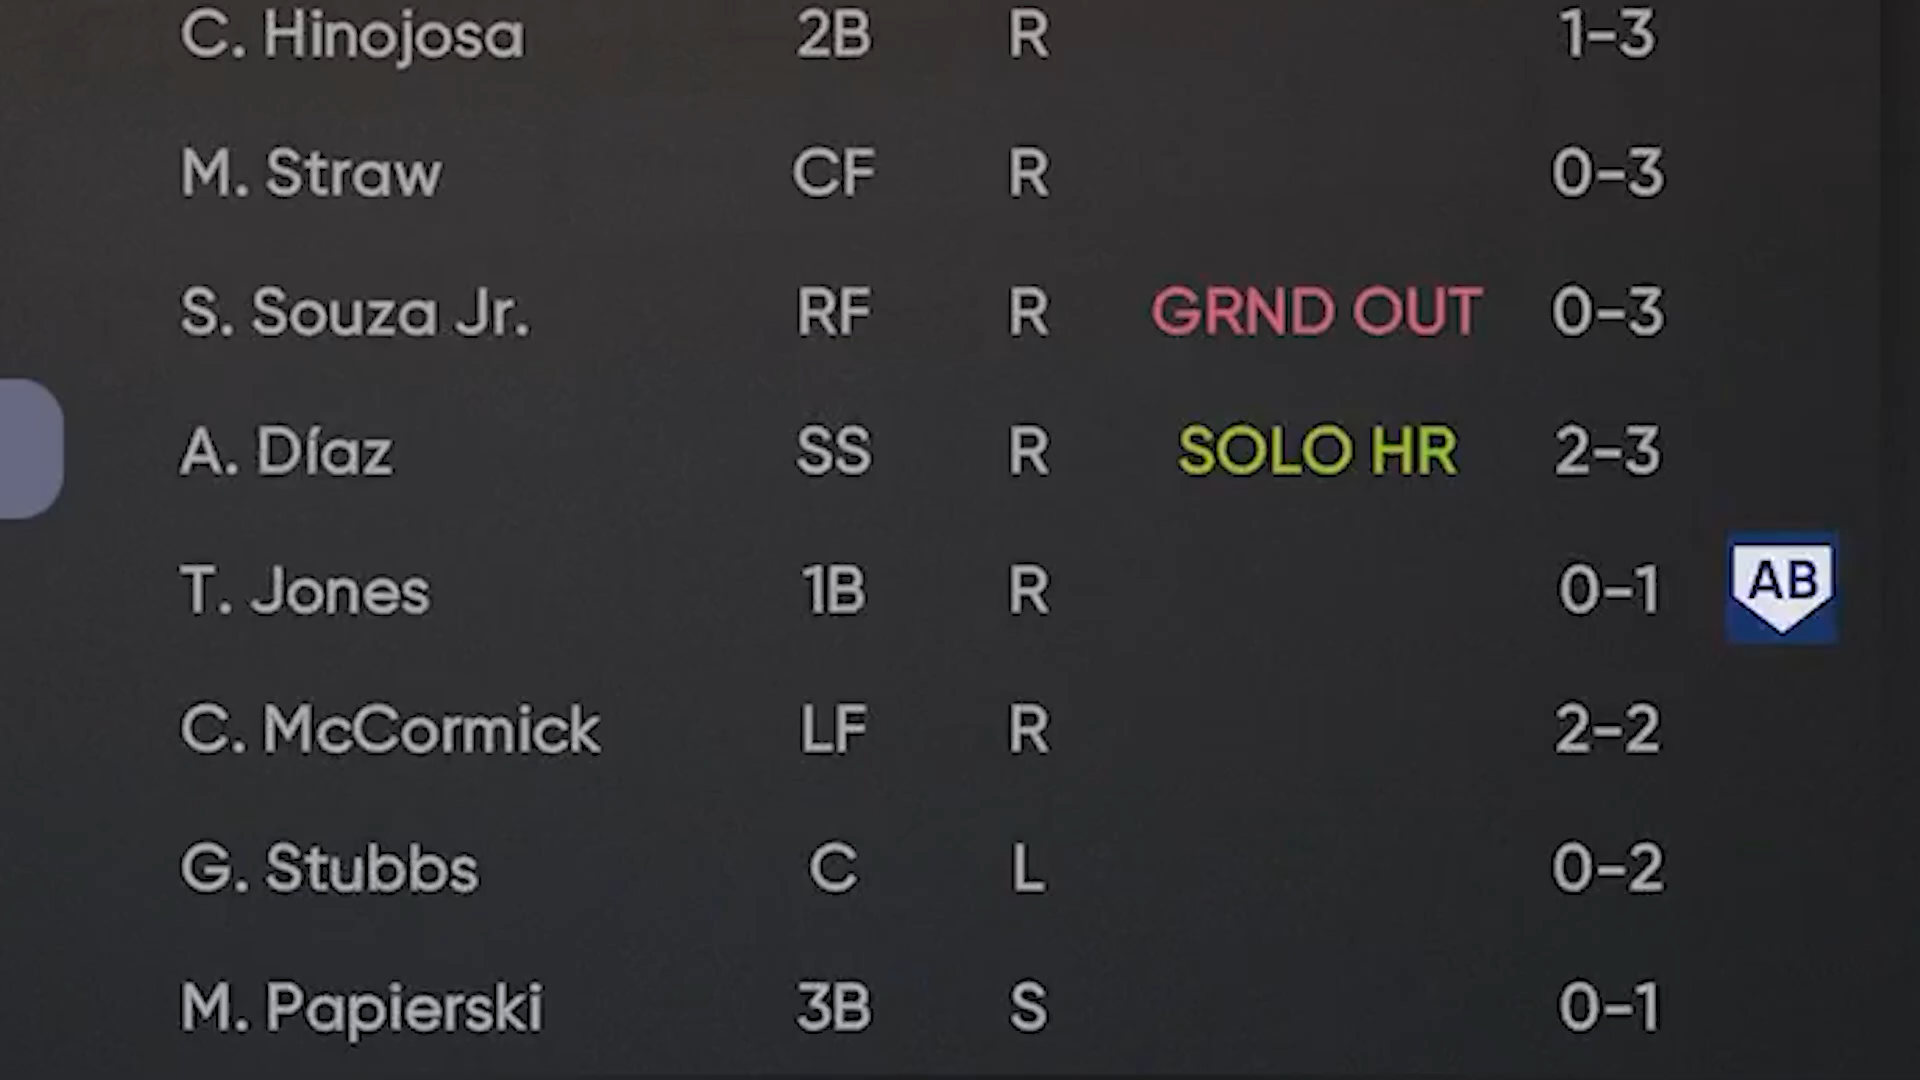 C. Hinojosa 2B R 1-3
M. Straw CF R 0-3
S. Souza Jr. RF R GRND OUT 0-3
A. Díaz SS R SOLO HR 2-3
T. Jones 1B R 0-1 AB
C. McCormick LF R 2-2
G. Stubbs C L 0-2
M. Papierski 3B S 0-1